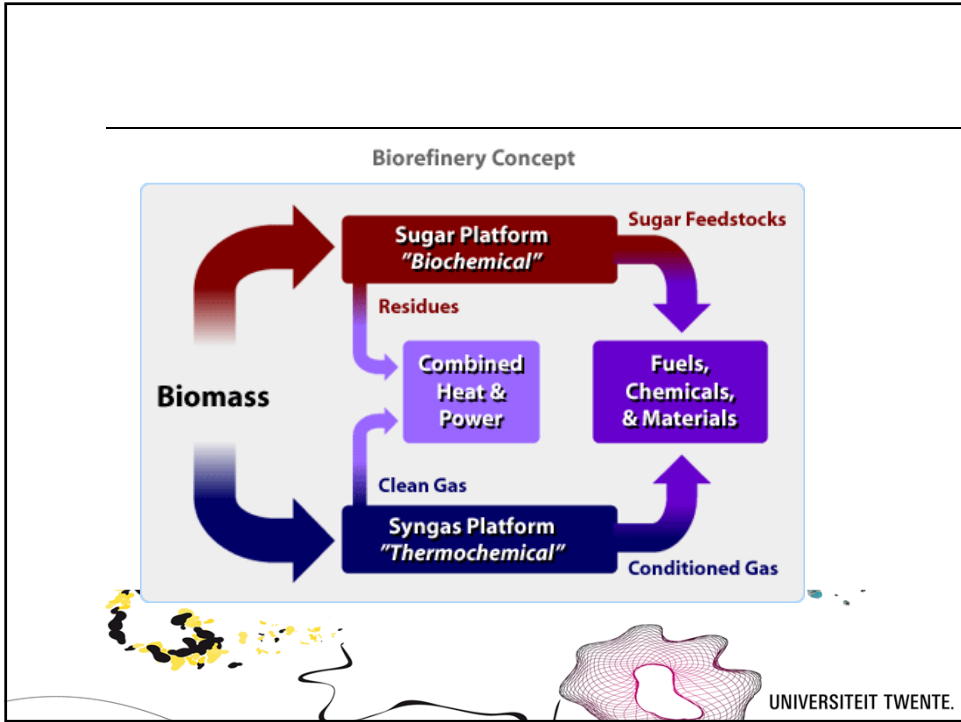 Biorefinery Concept
Sugar Platform
"Biochemical"
Sugar Feedstocks
Residues
Combined
Heat &
Power
Fuels,
Chemicals,
& Materials
Biomass
Clean Gas
Syngas Platform
"Thermochemical"
Conditioned Gas
UNIVERSITEIT TWENTE.